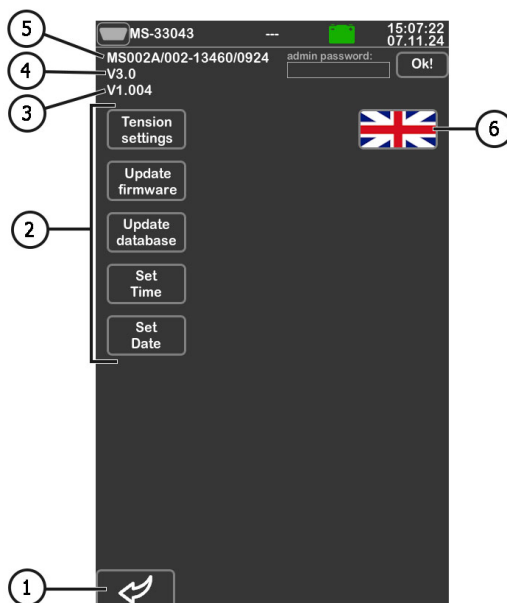 MS-33043 --- 15:07:22
07.11.24
5
MS002A/002-13460/0924
admin password:
Ok!
4
V3.0
3
V1.004
2
Tension
settings
6
Update
firmware
Update
database
Set
Time
Set
Date
1